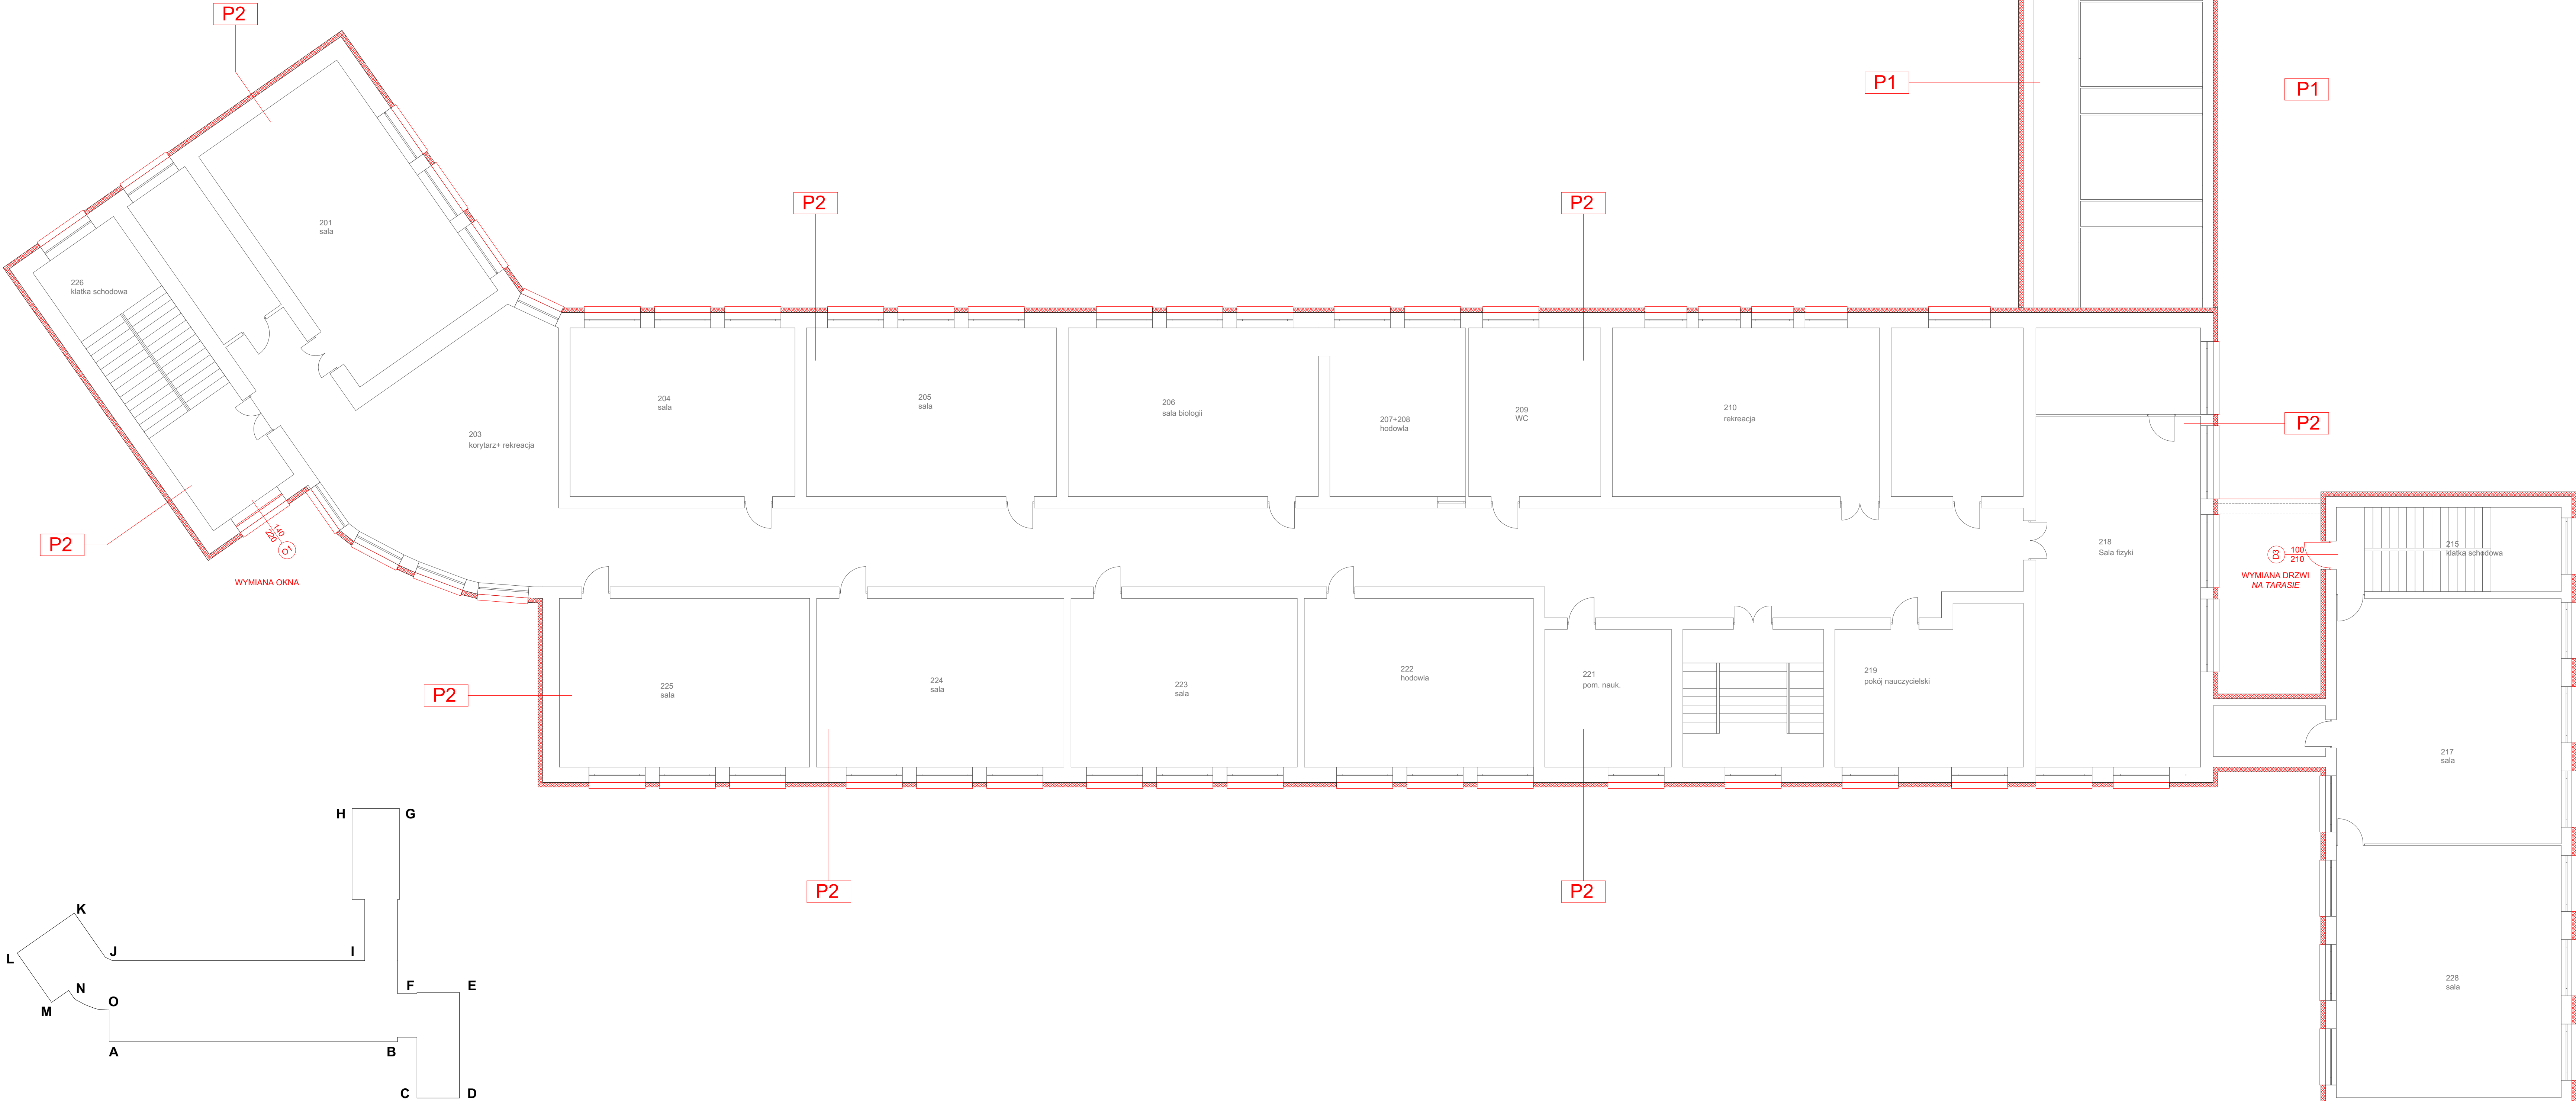 P2
P1
P1
P2
P2
201
sala
226
klatka schodowa
204
sala
205
sala
206
sala biologii
207+208
hodowla
209
WC
210
rekreacja
P2
203
korytarz+ rekreacja
P2
140
220
O1
WYMIANA OKNA
218
Sala fizyki
D3
100
210
WYMIANA DRZWI
NA TARASIE
215
klatka schodowa
P2
225
sala
224
sala
223
sala
222
hodowla
221
pom. nauk.
219
pokój nauczycielski
217
sala
P2
P2
228
sala
H
G
K
L
J
I
N
O
M
F
E
A
B
C
D